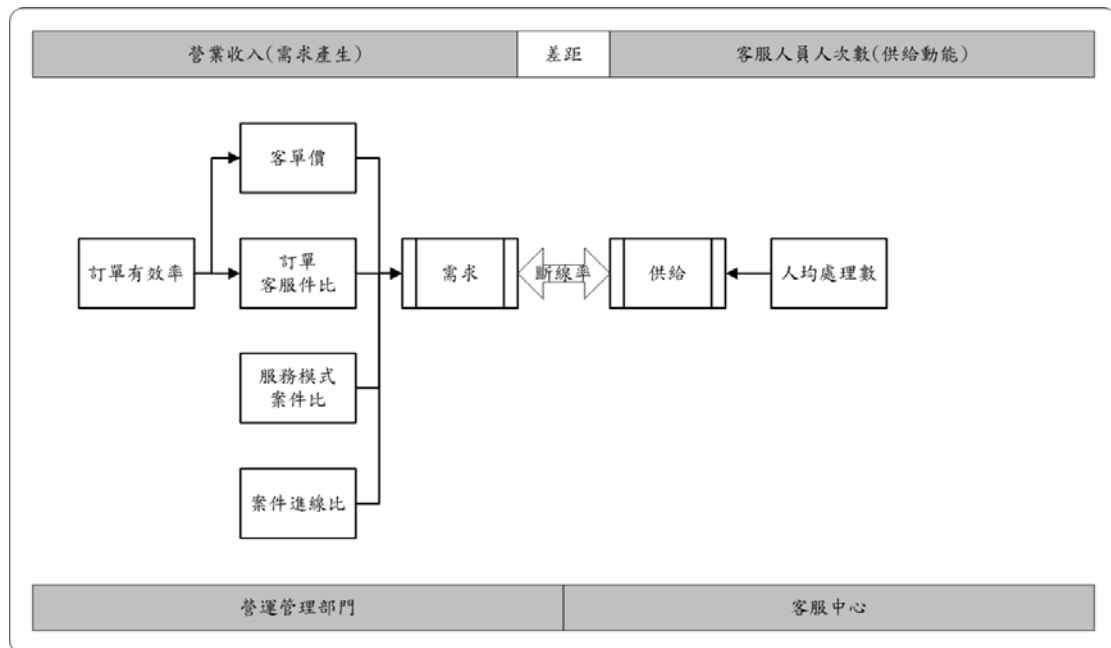 營業收入(需求產生)
差距
客服人員人次數(供給動能)
客單價
訂單有效率
訂單
客服件比
需求
斷線率
供給
人均處理數
服務模式
案件比
案件進線比
營運管理部門
客服中心